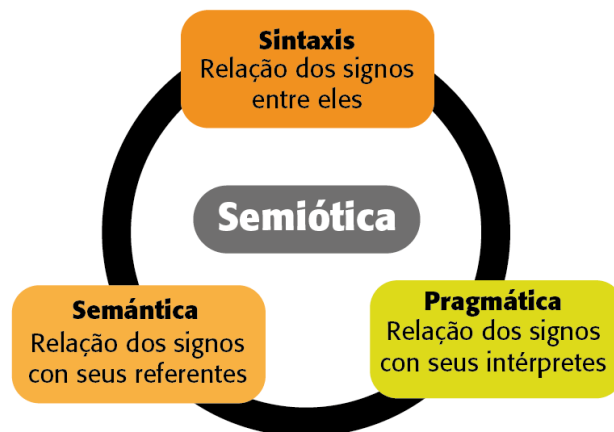 Sintaxis
Relação dos signos
entre eles
Semiótica
Semántica
Relação dos signos
con seus referentes
Pragmática
Relação dos signos
con seus intérpretes